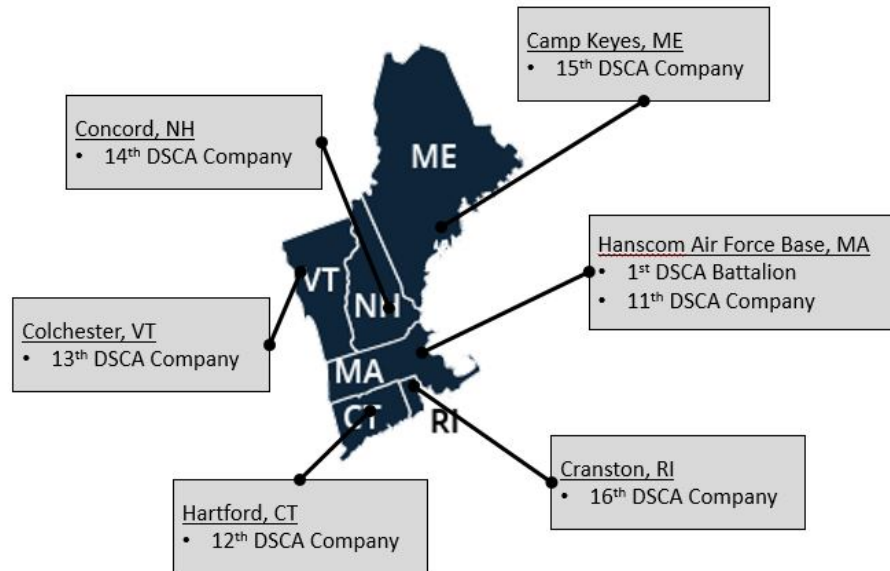 Camp Keyes, ME
• 15th DSCA Company
Concord, NH
• 14th DSCA Company
ME
Hanscom Air Force Base, MA
• 1st DSCA Battalion
• 11th DSCA Company
VT
NH
Colchester, VT
• 13th DSCA Company
MA
CT
RI
Cranston, RI
• 16th DSCA Company
Hartford, CT
• 12th DSCA Company